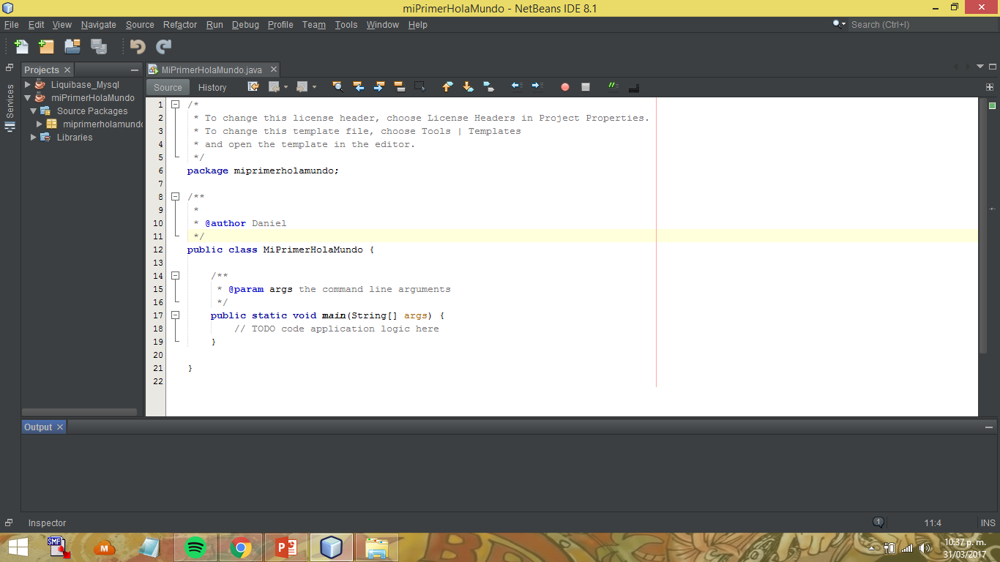 miPrimerHolaMundo - NetBeans IDE 8.1
File Edit View Navigate Source Refactor Run Debug Profile Team Tools Window Help
Search (Ctrl+I)
Projects
MiPrimerHolaMundo.java
Services
Liquibase_Mysql
miPrimerHolaMundo
Source Packages
miprimerholamundo
Libraries
Source History
1 /*
2 * To change this license header, choose License Headers in Project Properties.
3 * To change this template file, choose Tools | Templates
4 * and open the template in the editor.
5 */
6 package miprimerholamundo;
7
8 /**
9 *
10 * @author Daniel
11 */
12 public class MiPrimerHolaMundo {
13
14 /**
15 * @param args the command line arguments
16 */
17 public static void main(String[] args) {
18 // TODO code application logic here
19 }
20
21 }
22
Output
Inspector
1
11:4
INS
SMF
M
P
10:37 p. m.
31/03/2017